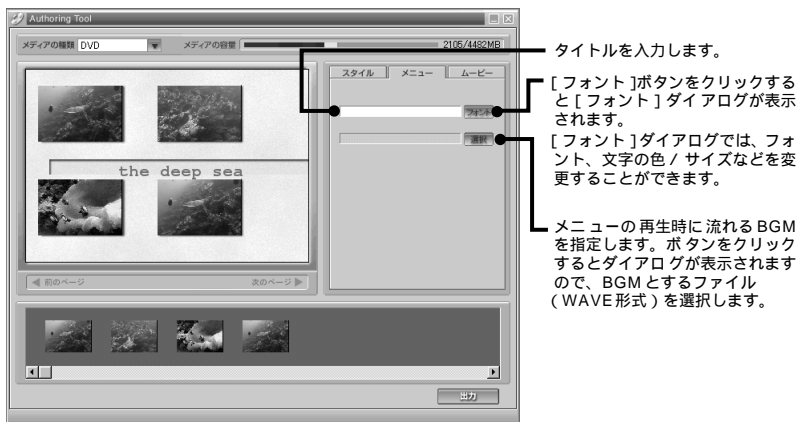 Authoring Tool
メディアの種類 DVD メディアの容量 2105/4482MB
スタイル メニュー ムービー
フォント
選択
the deep sea
前のページ 次のページ
出力
タイトルを入力します。
[フォント]ボタンをクリックする
と[フォント]ダイアログが表示
されます。
[フォント]ダイアログでは、フォ
ント、文字の色/サイズなどを変
更することができます。
メニューの再生時に流れるBGM
を指定します。ボタンをクリック
するとダイアログが表示されます
ので、BGMとするファイル
(WAVE形式)を選択します。